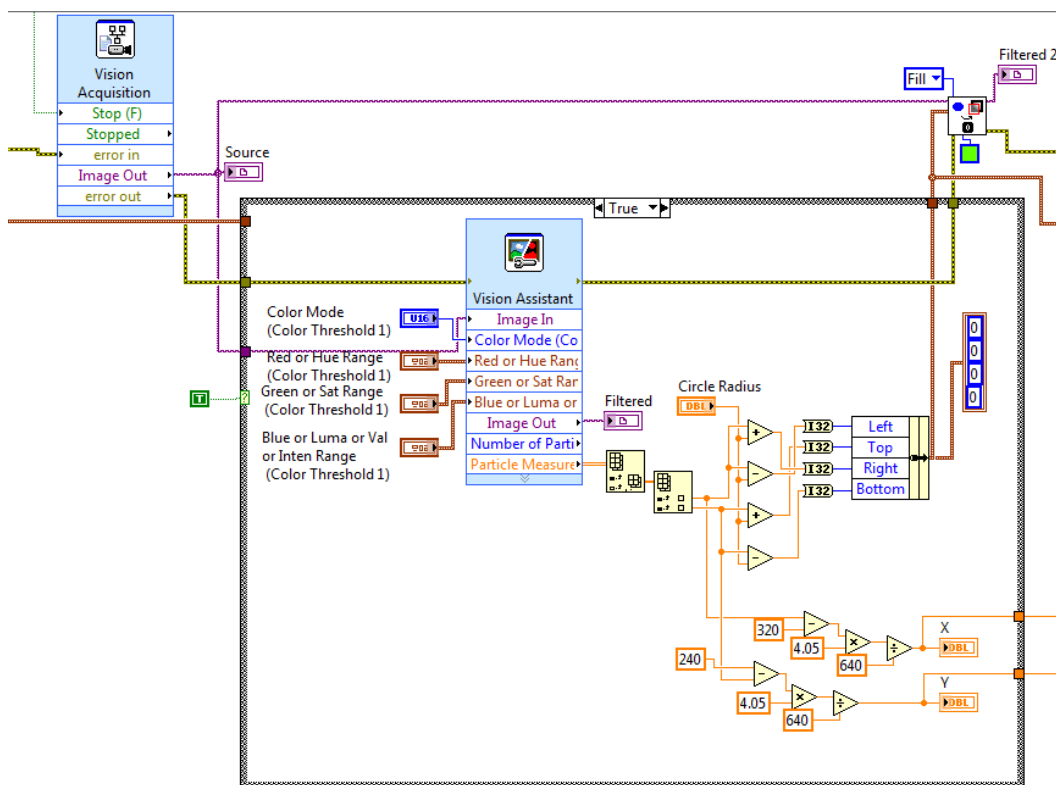 Vision
Acquisition
Stop (F)
Stopped
error in
Image Out
error out
Source
Fill
Filtered 2
0
True
Vision Assistant
Image In
Color Mode (Co
Red or Hue Rang
Green or Sat Ran
Blue or Luma or
Image Out
Number of Parti
Particle Measure
Color Mode
(Color Threshold 1)
U16
Red or Hue Range
(Color Threshold 1)
Green or Sat Range
(Color Threshold 1)
Blue or Luma or Val
or Inten Range
(Color Threshold 1)
T
?
Filtered
Circle Radius
DBL
I32
I32
I32
I32
Left
Top
Right
Bottom
0
0
0
0
320
4.05
640
X
DBL
240
4.05
640
Y
DBL